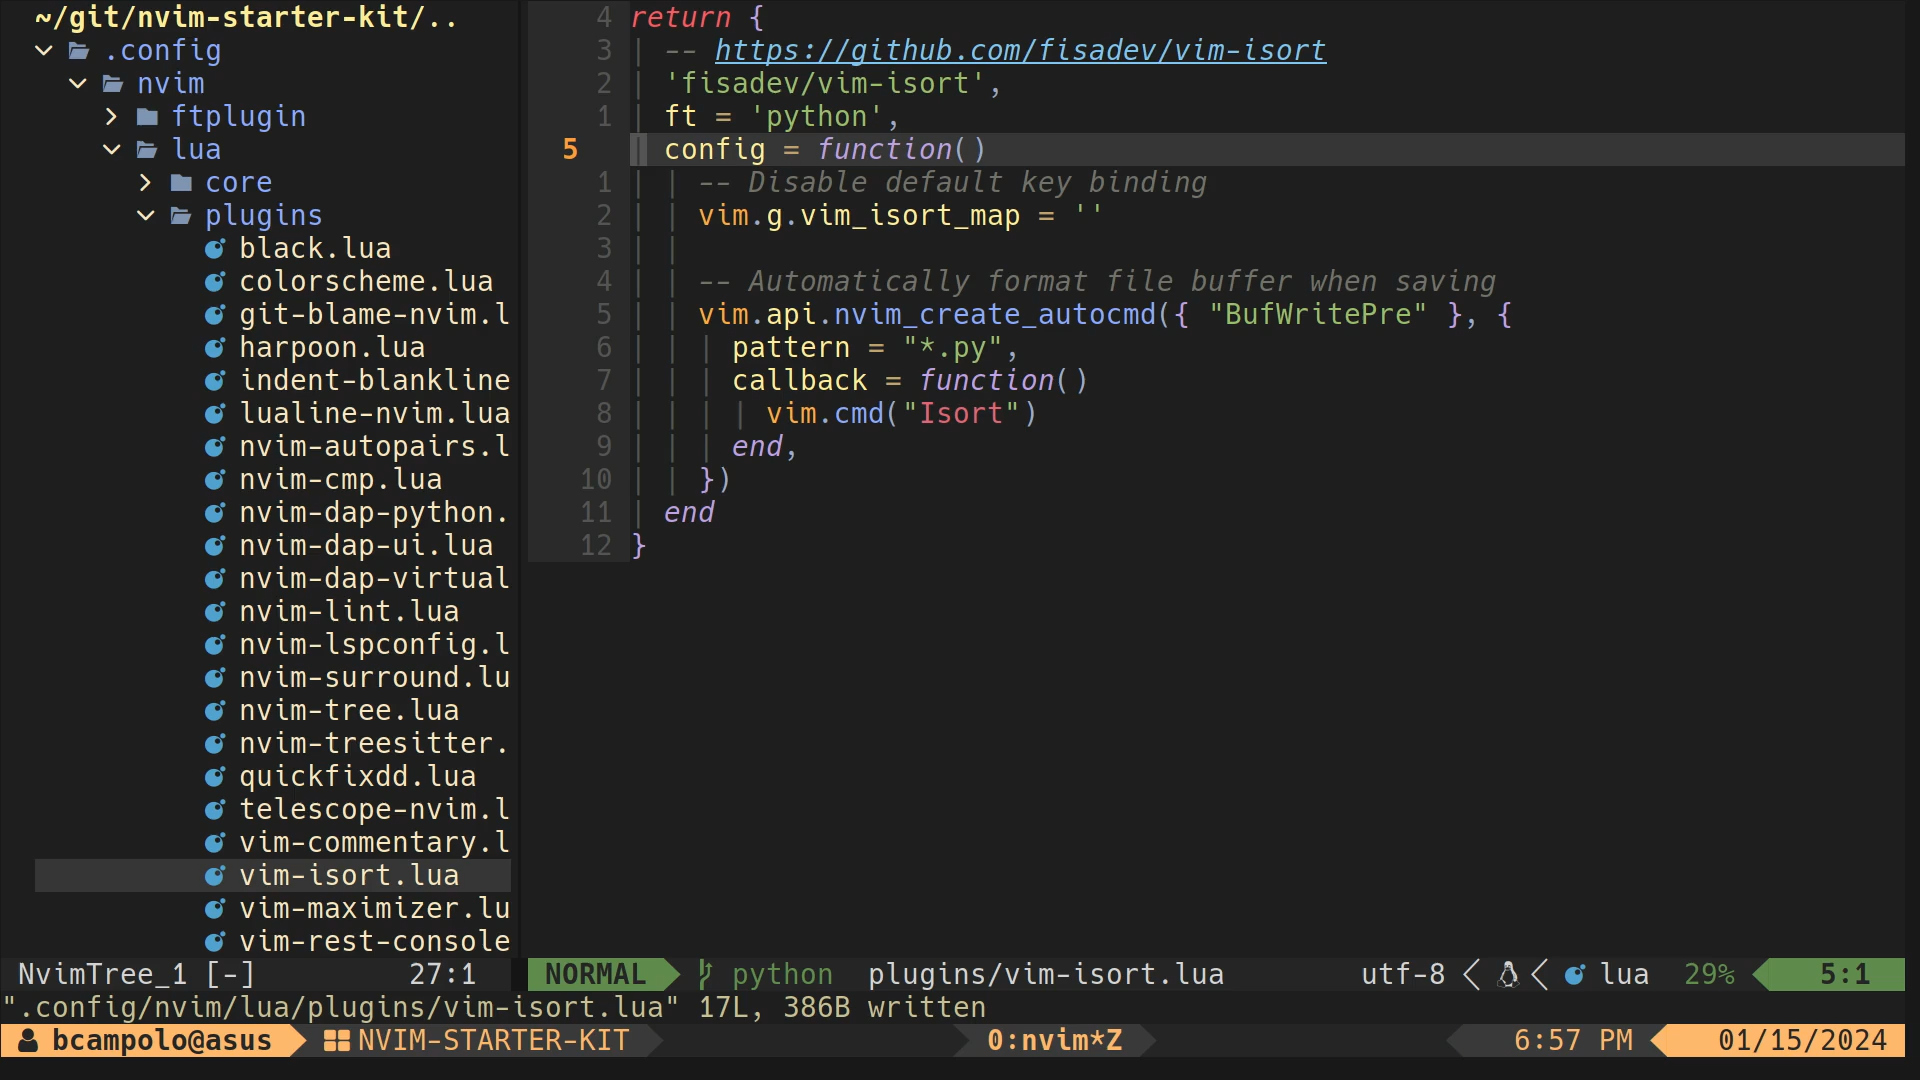 ~/git/nvim-starter-kit/..
.config
nvim
ftplugin
lua
core
plugins
black.lua
colorscheme.lua
git-blame-nvim.l
harpoon.lua
indent-blankline
lualine-nvim.lua
nvim-autopairs.l
nvim-cmp.lua
nvim-dap-python.
nvim-dap-ui.lua
nvim-dap-virtual
nvim-lint.lua
nvim-lspconfig.l
nvim-surround.lu
nvim-tree.lua
nvim-treesitter.
quickfixdd.lua
telescope-nvim.l
vim-commentary.l
vim-isort.lua
vim-maximizer.lu
vim-rest-console
NvimTree_1 [-] 27:1
4 return {
3 -- https://github.com/fisadev/vim-isort
2 'fisadev/vim-isort',
1 ft = 'python',
5 config = function()
1 -- Disable default key binding
2 vim.g.vim_isort_map = ''
3
4 -- Automatically format file buffer when saving
5 vim.api.nvim_create_autocmd({ "BufWritePre" }, {
6 pattern = "*.py",
7 callback = function()
8 vim.cmd("Isort")
9 end,
10 })
11 end
12 }
NORMAL python plugins/vim-isort.lua utf-8 lua 29% 5:1
".config/nvim/lua/plugins/vim-isort.lua" 17L, 386B written
bcampolo@asus NVIM-STARTER-KIT 0:nvim*Z 6:57 PM 01/15/2024